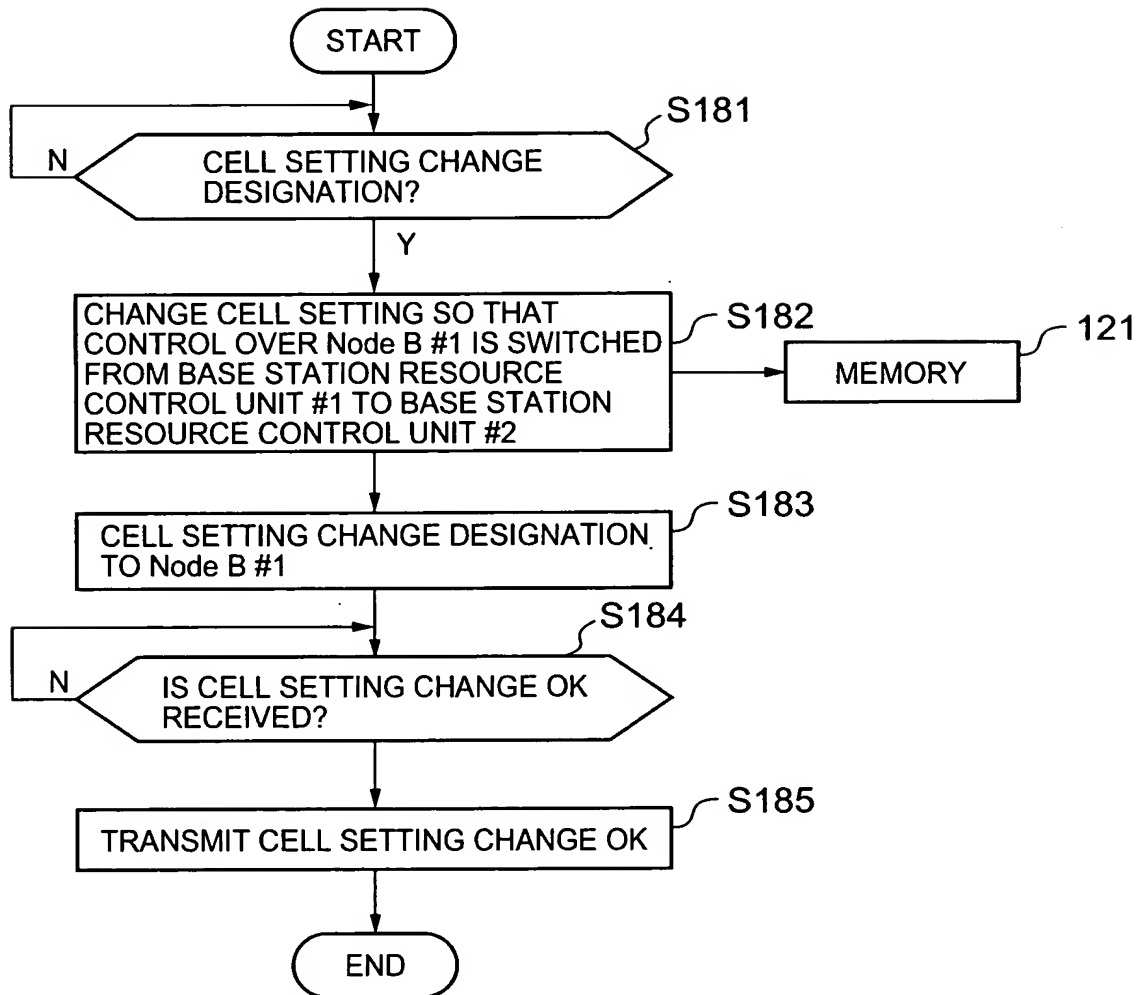 START
S181
N
CELL SETTING CHANGE
DESIGNATION?
Y
CHANGE CELL SETTING SO THAT
CONTROL OVER Node B #1 IS SWITCHED
FROM BASE STATION RESOURCE
CONTROL UNIT #1 TO BASE STATION
RESOURCE CONTROL UNIT #2
S182
121
MEMORY
S183
CELL SETTING CHANGE DESIGNATION
TO Node B #1
S184
N
IS CELL SETTING CHANGE OK
RECEIVED?
S185
TRANSMIT CELL SETTING CHANGE OK
END